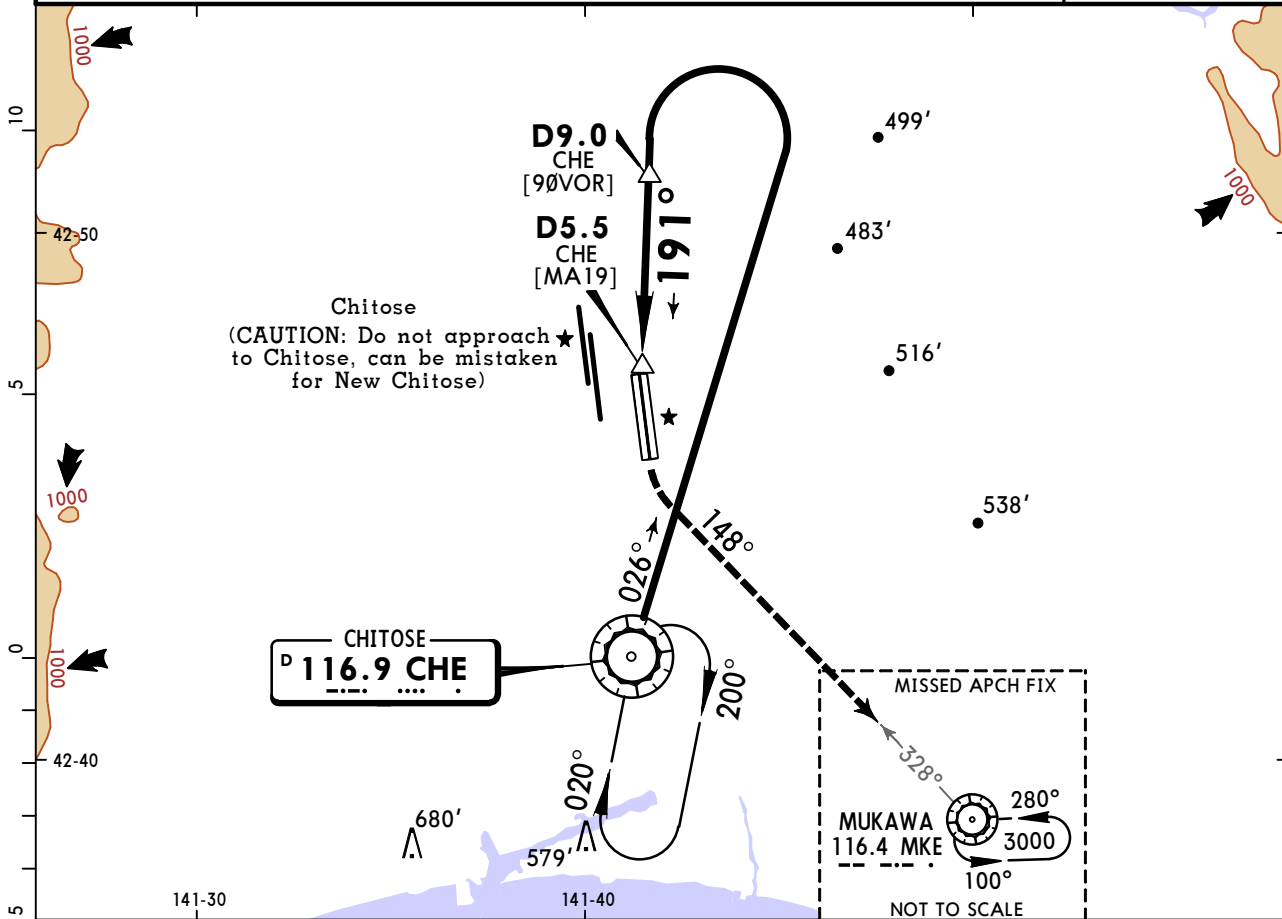 1000
10
D9.0
CHE
[9ØVOR]
499'
1000
42-50
D5.5
CHE
[MA19]
191°
483'
Chitose
(CAUTION: Do not approach
to Chitose, can be mistaken
for New Chitose)
5
516'
1000
538'
148°
026°
0
1000
CHITOSE
D 116.9 CHE
200°
MISSED APCH FIX
42-40
328°
020°
680'
579'
MUKAWA
116.4 MKE
280°
3000
100°
5
141-30
141-40
NOT TO SCALE